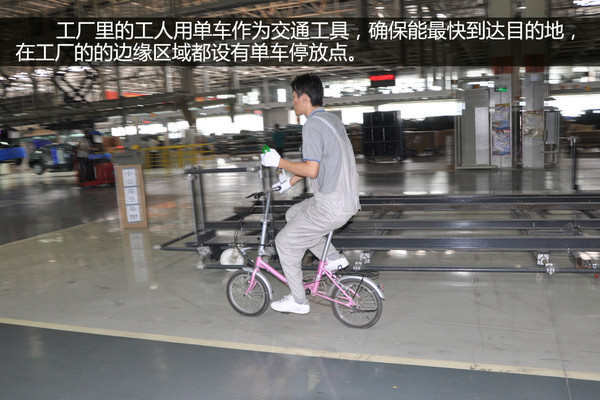 工厂里的工人用单车作为交通工具，确保能最快到达目的地，
在工厂的的边缘区域都设有单车停放点。